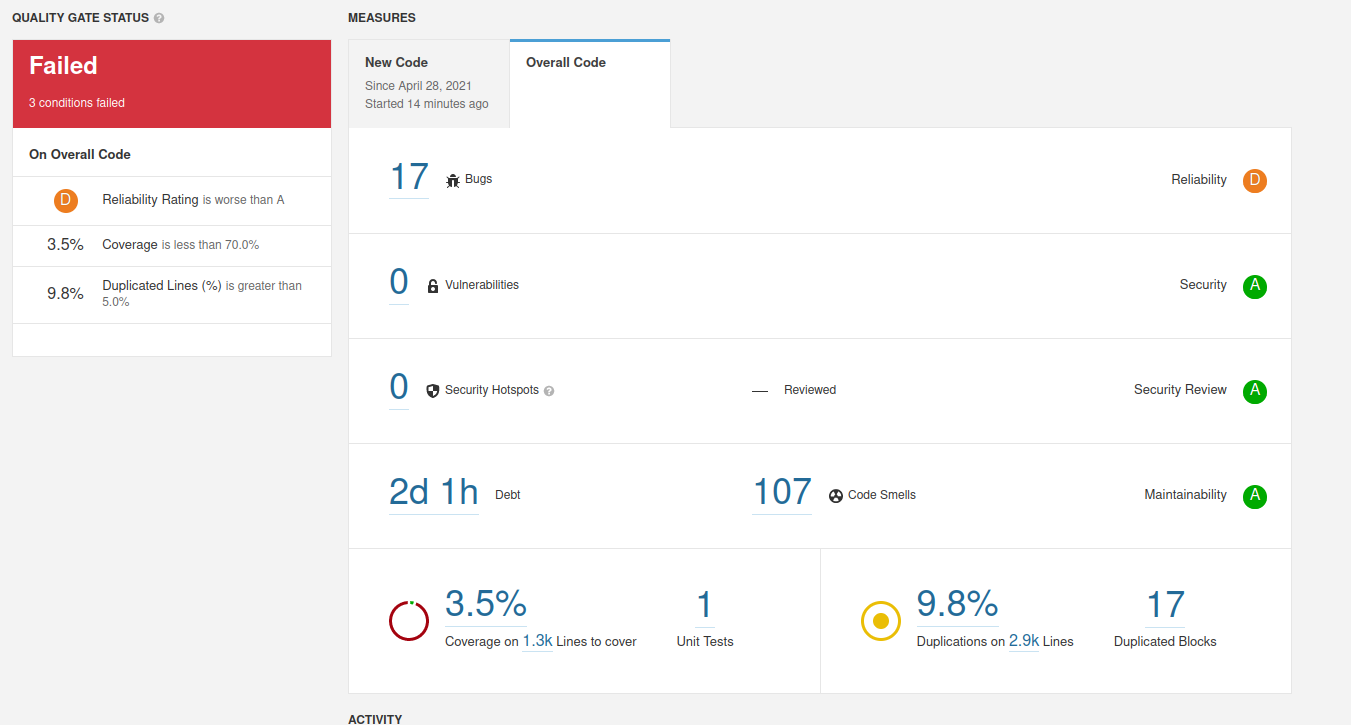 QUALITY GATE STATUS ?
Failed
3 conditions failed
On Overall Code
D Reliability Rating is worse than A
3.5% Coverage is less than 70.0%
9.8% Duplicated Lines (%) is greater than
5.0%
MEASURES
New Code
Since April 28, 2021
Started 14 minutes ago
Overall Code
17 Bugs
Reliability D
0 Vulnerabilities
Security A
0 Security Hotspots ?
— Reviewed
Security Review A
2d 1h Debt
107 Code Smells
Maintainability A
3.5%
Coverage on 1.3k Lines to cover
1
Unit Tests
9.8%
Duplications on 2.9k Lines
17
Duplicated Blocks
ACTIVITY